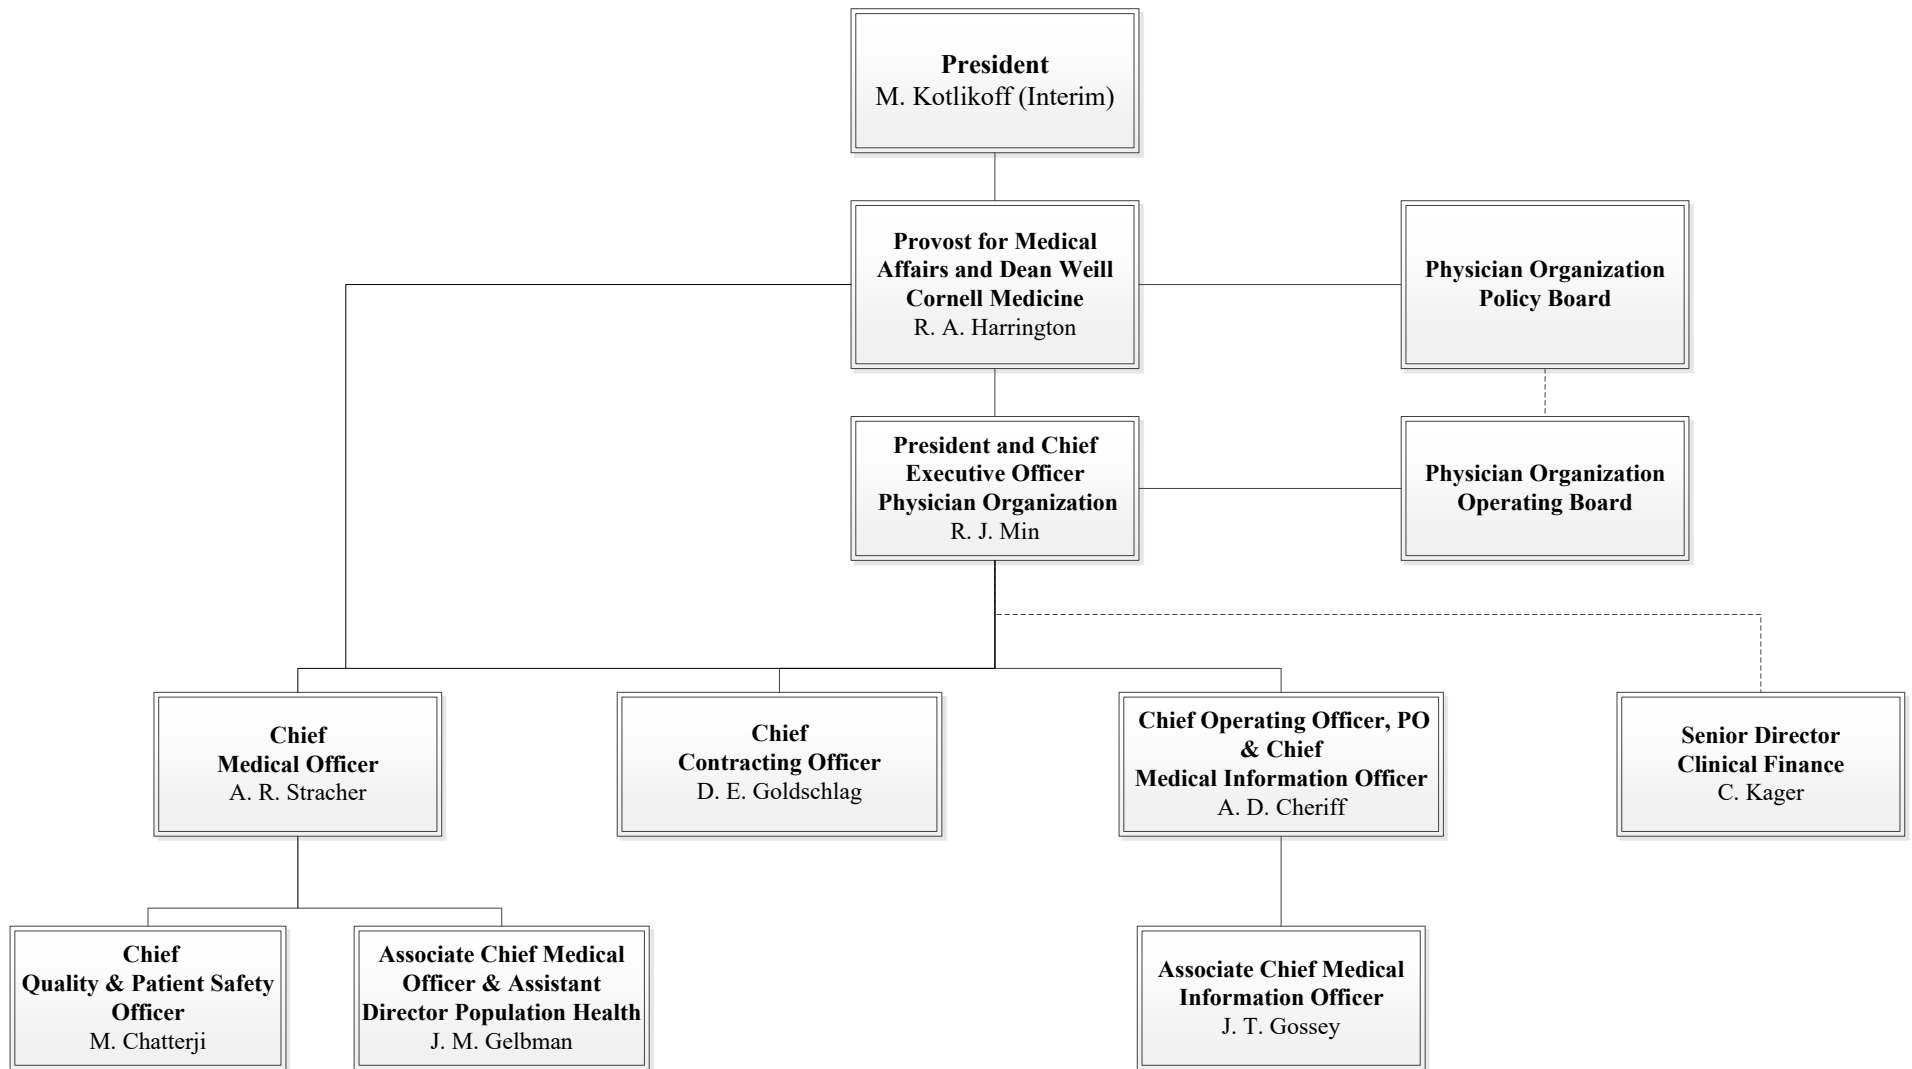 President
M. Kotlikoff (Interim)
Provost for Medical
Affairs and Dean Weill
Cornell Medicine
R. A. Harrington
Physician Organization
Policy Board
President and Chief
Executive Officer
Physician Organization
R. J. Min
Physician Organization
Operating Board
Chief
Medical Officer
A. R. Stracher
Chief
Contracting Officer
D. E. Goldschlag
Chief Operating Officer, PO
& Chief
Medical Information Officer
A. D. Cheriff
Senior Director
Clinical Finance
C. Kager
Chief
Quality & Patient Safety
Officer
M. Chatterji
Associate Chief Medical
Officer & Assistant
Director Population Health
J. M. Gelbman
Associate Chief Medical
Information Officer
J. T. Gossey